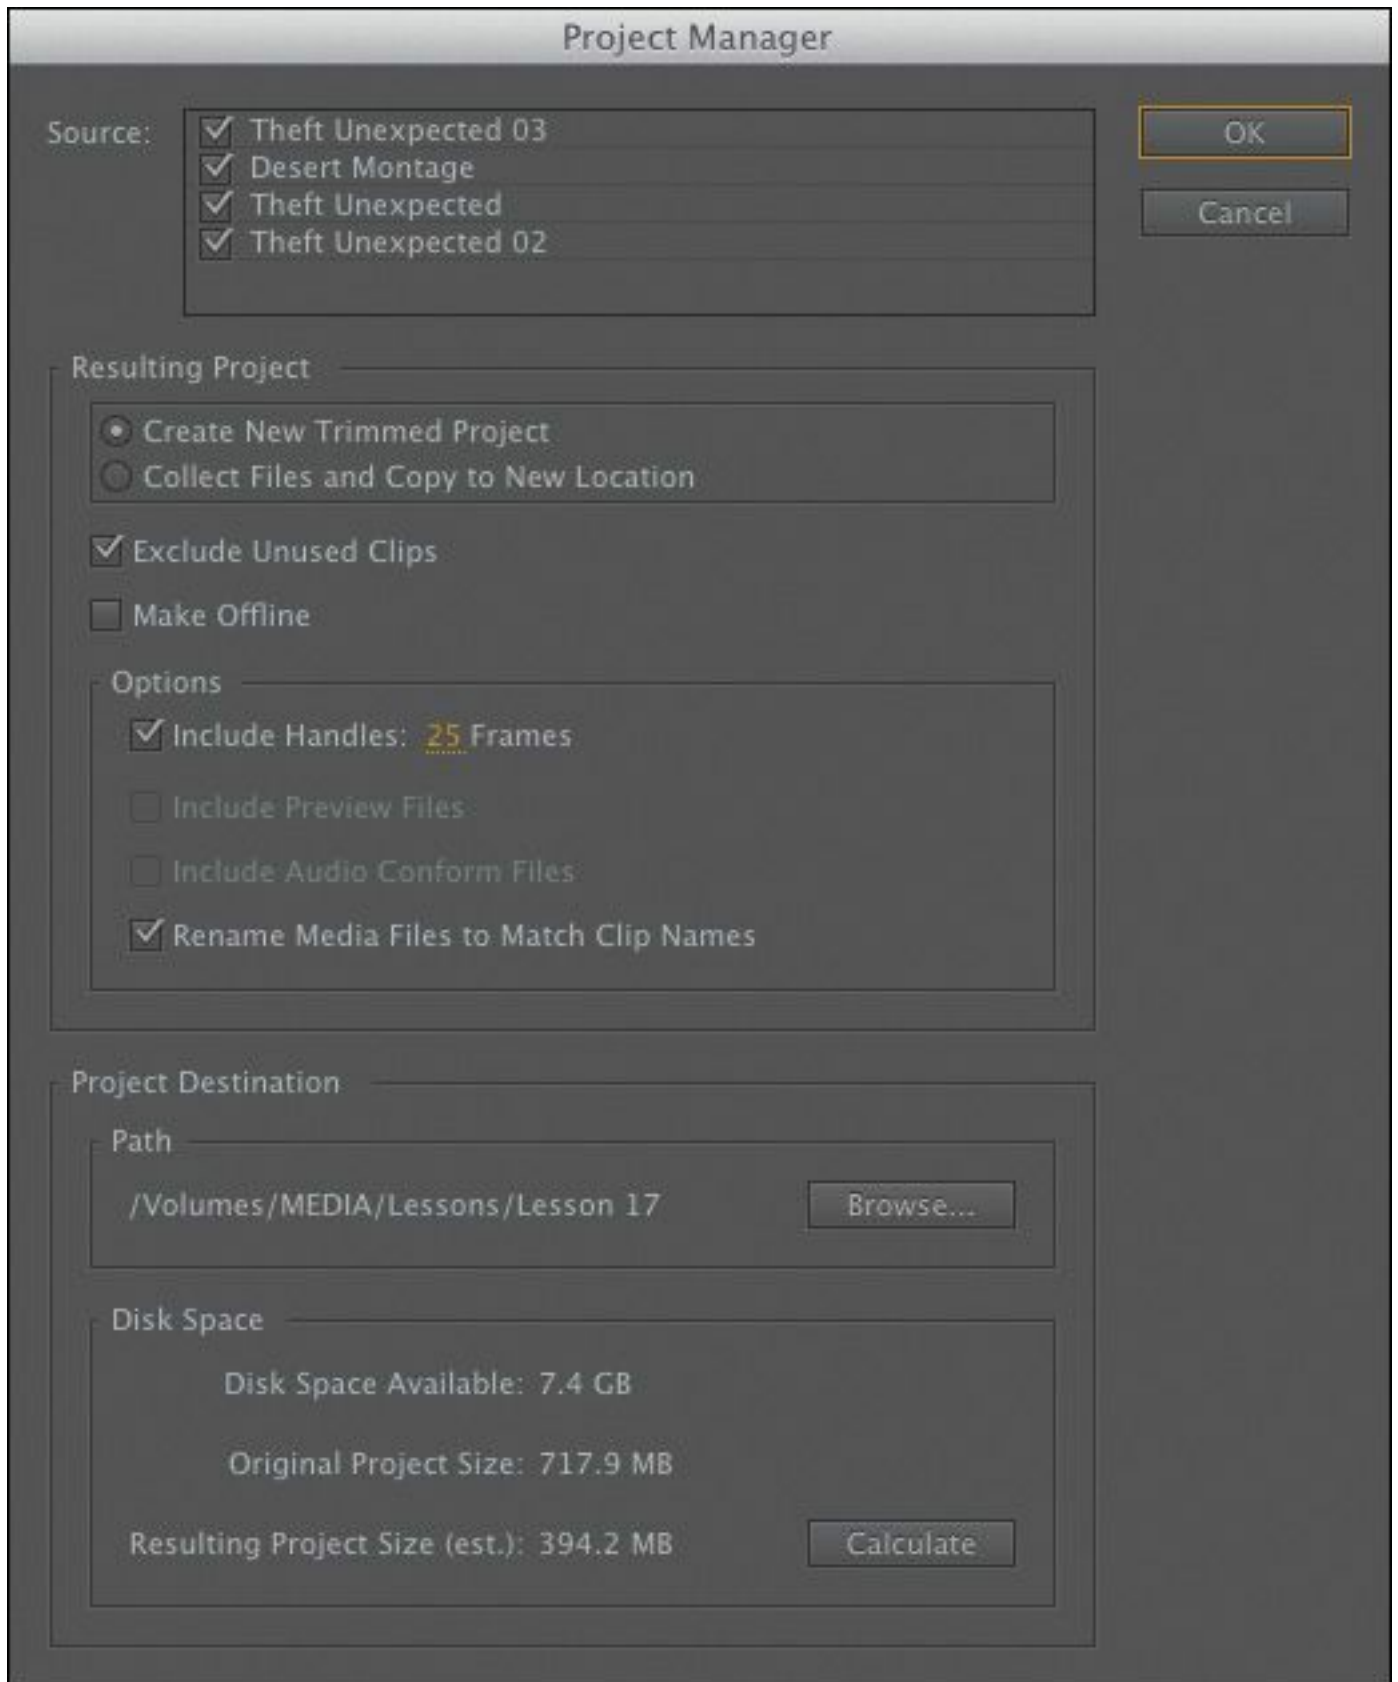 Project Manager
Source:
Theft Unexpected 03
Desert Montage
Theft Unexpected
Theft Unexpected 02
OK
Cancel
Resulting Project
Create New Trimmed Project
Collect Files and Copy to New Location
Exclude Unused Clips
Make Offline
Options
Include Handles: 25 Frames
Include Preview Files
Include Audio Conform Files
Rename Media Files to Match Clip Names
Project Destination
Path
/Volumes/MEDIA/Lessons/Lesson 17
Browse...
Disk Space
Disk Space Available: 7.4 GB
Original Project Size: 717.9 MB
Resulting Project Size (est.): 394.2 MB
Calculate